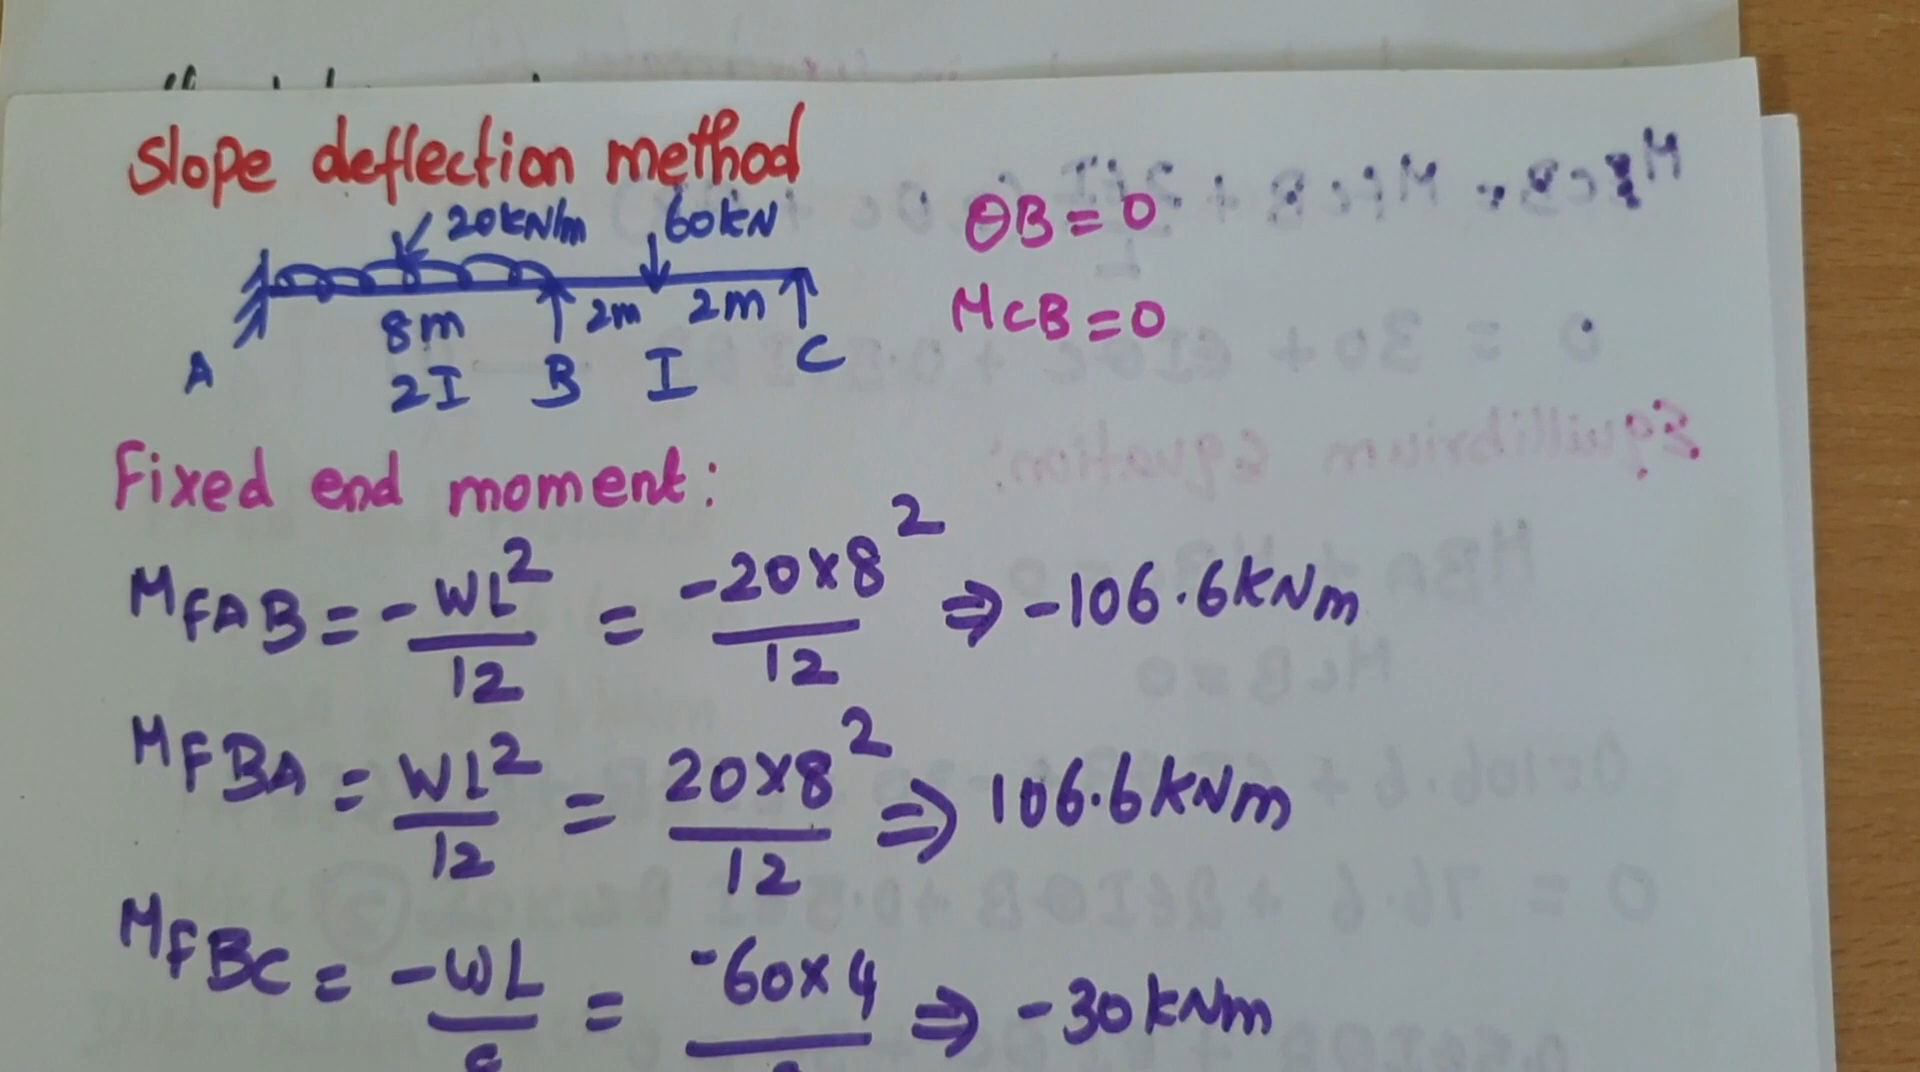 Slope deflection method
20kN/m 60kN
8m 2m 2m
A 2I B I C
θB = 0
MCB = 0
Fixed end moment:
MFAB = -WL²/12 = -20×8²/12 ⇒ -106.6kNm
MFBA = WL²/12 = 20×8²/12 ⇒ 106.6kNm
MFBC = -WL = -60×4 ⇒ -30kNm